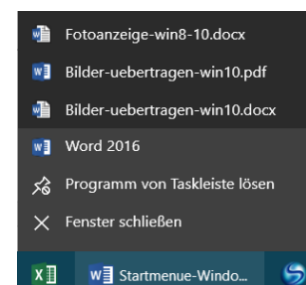 Fotoanzeige-win8-10.docx
Bilder-uebertragen-win10.pdf
Bilder-uebertragen-win10.docx
Word 2016
Programm von Taskleiste lösen
Fenster schließen
Startmenue-Windo...